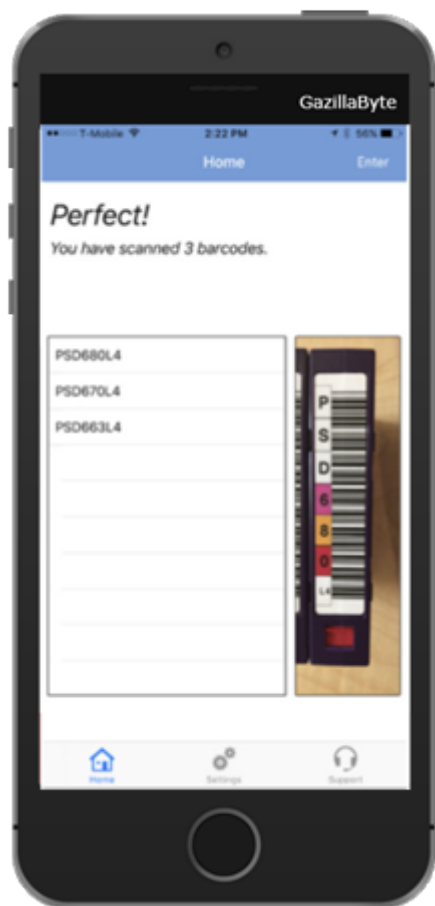 GazillaByte
T-Mobile 2:22 PM 56%
Home Enter
Perfect!
You have scanned 3 barcodes.
PSD680L4
PSD670L4
PSD663L4
P
S
D
6
8
0
L4
Home Settings Support